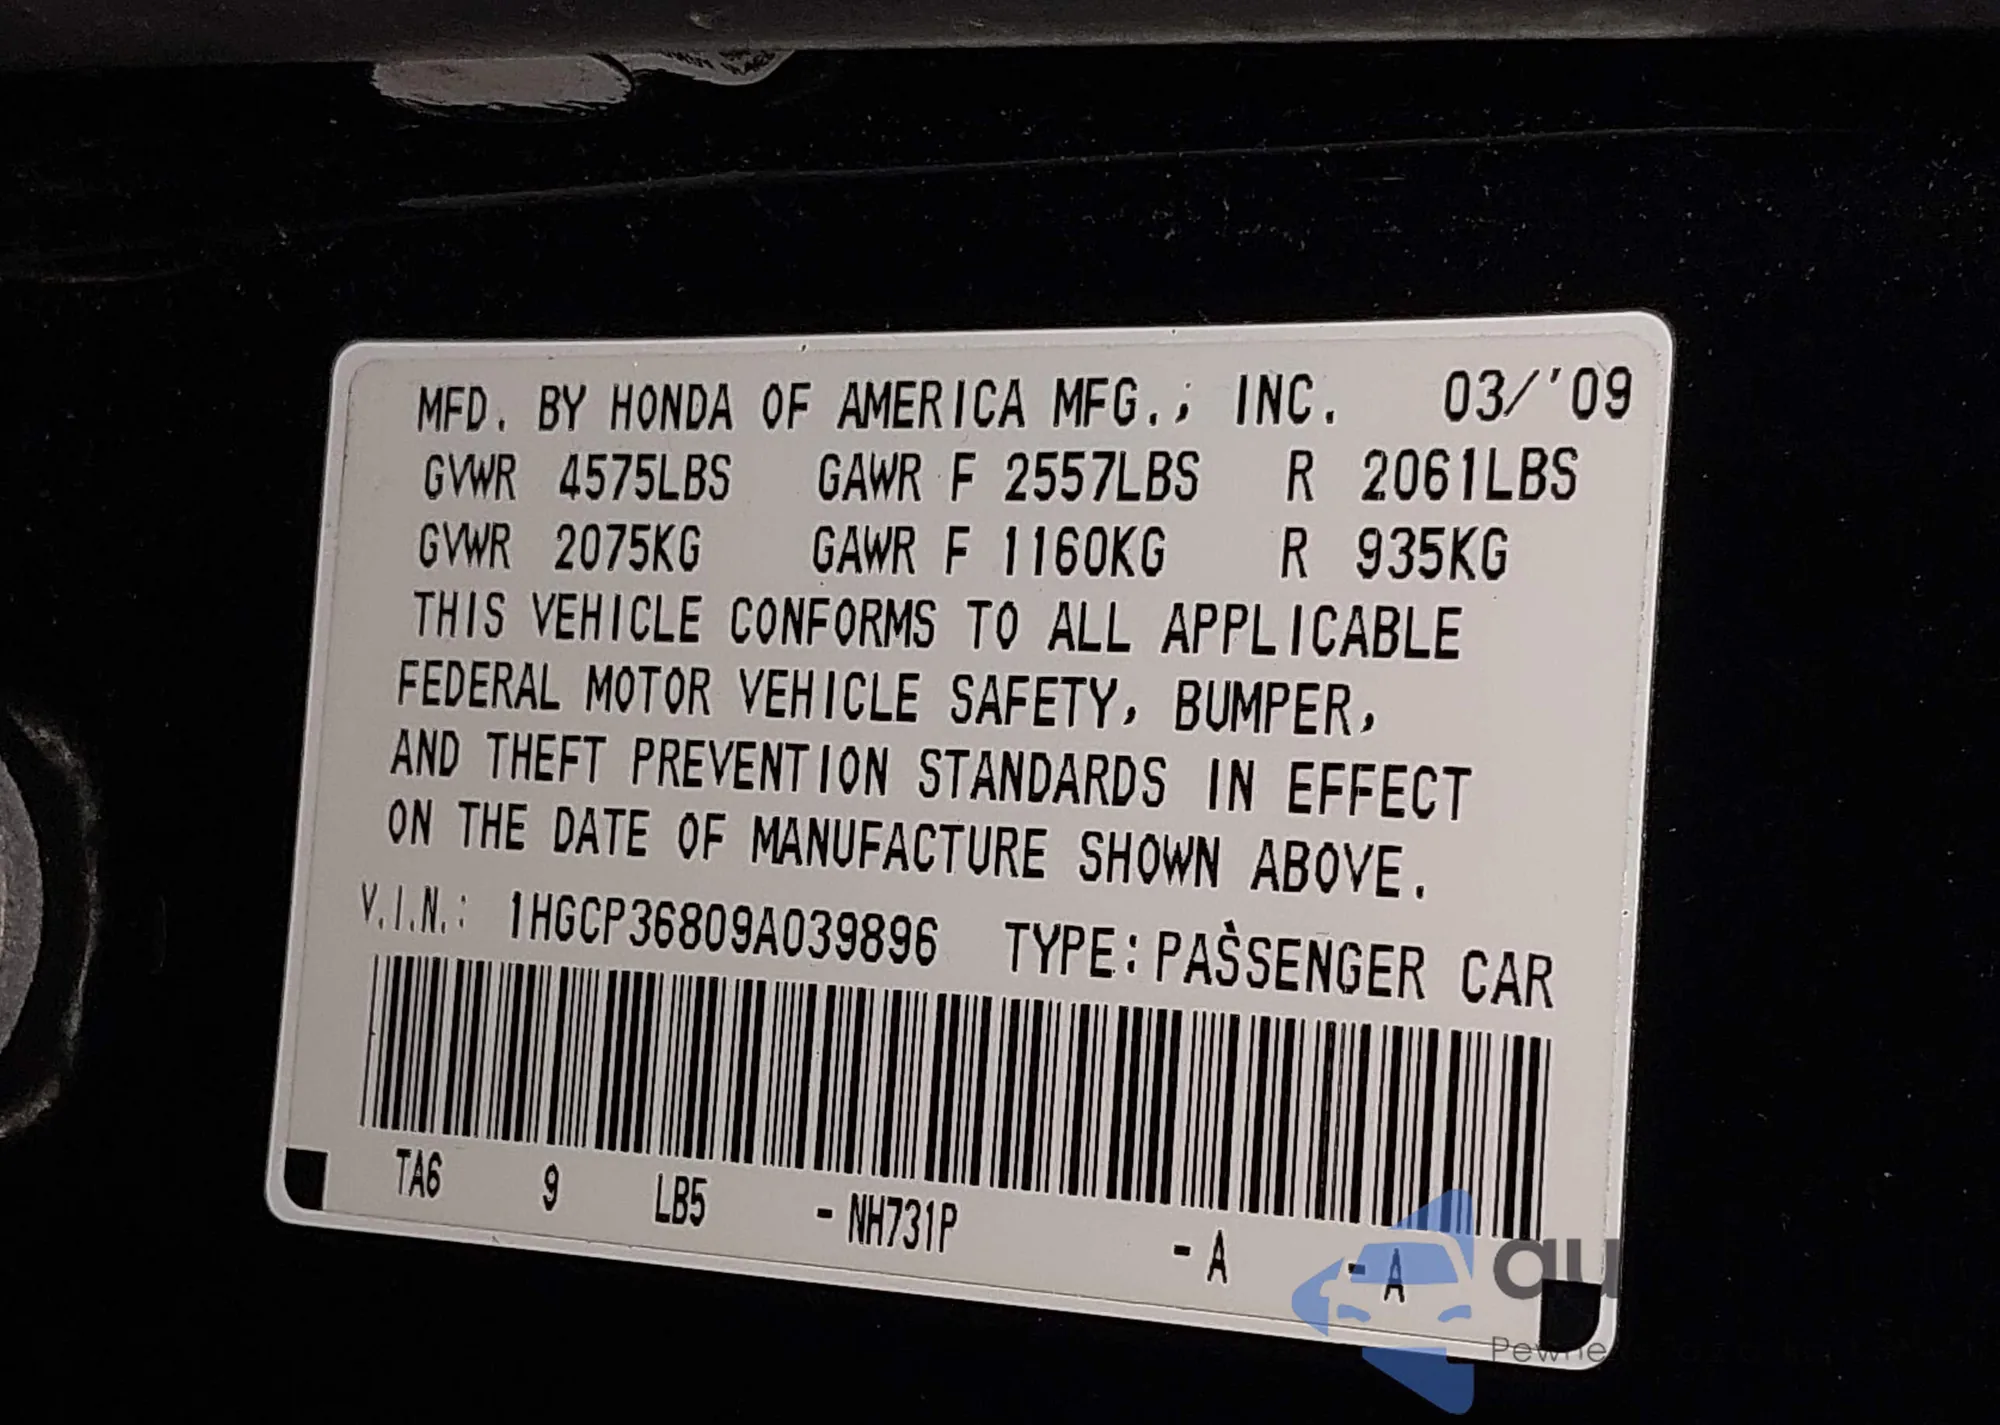 MFD. BY HONDA OF AMERICA MFG., INC. 03/'09
GVWR 4575LBS GAWR F 2557LBS R 2061LBS
GVWR 2075KG GAWR F 1160KG R 935KG
THIS VEHICLE CONFORMS TO ALL APPLICABLE
FEDERAL MOTOR VEHICLE SAFETY, BUMPER,
AND THEFT PREVENTION STANDARDS IN EFFECT
ON THE DATE OF MANUFACTURE SHOWN ABOVE.
V.I.N.: 1HGCP36809A039896 TYPE: PASSENGER CAR
TA6 9 LB5 - NH731P - A - A
au